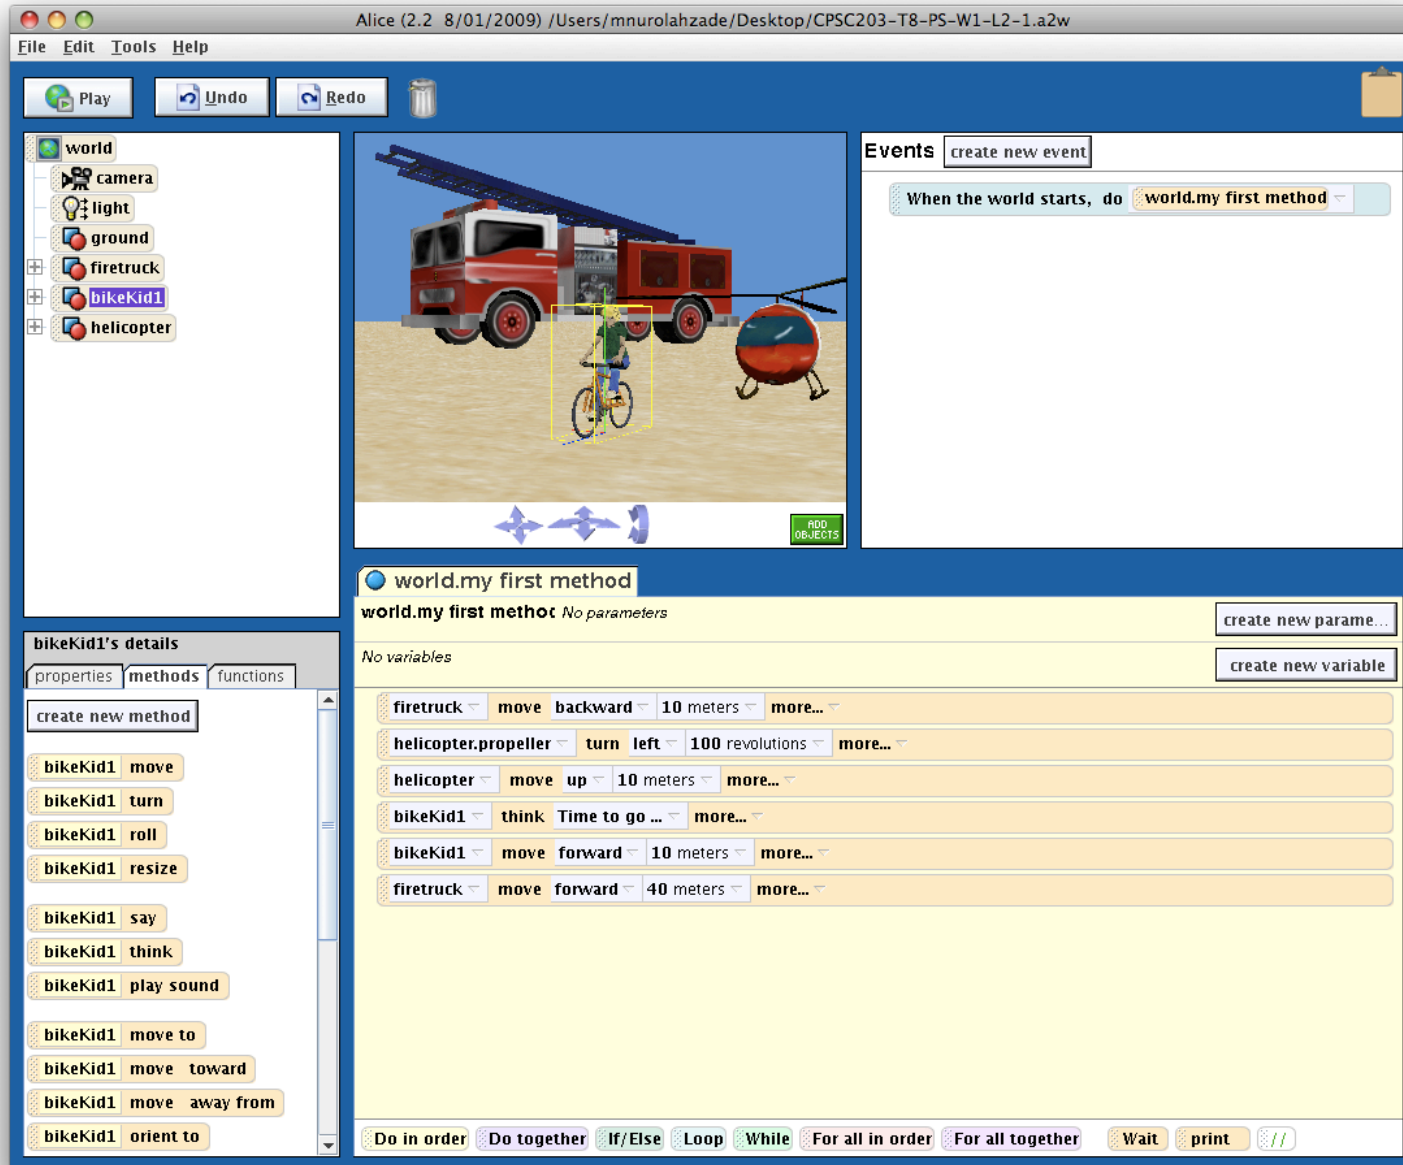 Alice (2.2 8/01/2009) /Users/mnurolahzade/Desktop/CPSC203-T8-PS-W1-L2-1.a2w
File Edit Tools Help
Play Undo Redo
world
camera
light
ground
firetruck
bikeKid1
helicopter
ADD
OBJECTS
Events create new event
When the world starts, do world.my first method
bikeKid1's details
properties methods functions
create new method
bikeKid1 move
bikeKid1 turn
bikeKid1 roll
bikeKid1 resize
bikeKid1 say
bikeKid1 think
bikeKid1 play sound
bikeKid1 move to
bikeKid1 move toward
bikeKid1 move away from
bikeKid1 orient to
world.my first method
world.my first method No parameters
create new parame...
No variables
create new variable
firetruck move backward 10 meters more...
helicopter.propeller turn left 100 revolutions more...
helicopter move up 10 meters more...
bikeKid1 think Time to go ... more...
bikeKid1 move forward 10 meters more...
firetruck move forward 40 meters more...
Do in order Do together If/Else Loop While For all in order For all together Wait print //